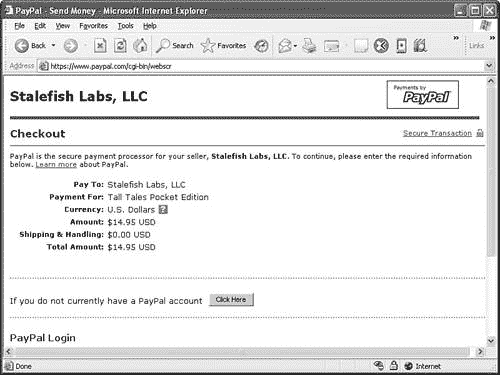 PayPal - Send Money - Microsoft Internet Explorer
File Edit View Favorites Tools Help
Back Search Favorites
Address https://www.paypal.com/cgi-bin/webscr Links
Stalefish Labs, LLC
Payments by
PayPal
Checkout
Secure Transaction
PayPal is the secure payment processor for your seller, Stalefish Labs, LLC. To continue, please enter the required information
below. Learn more about PayPal.
Pay To: Stalefish Labs, LLC
Payment For: Tall Tales Pocket Edition
Currency: U.S. Dollars ?
Amount: $14.95 USD
Shipping & Handling: $0.00 USD
Total Amount: $14.95 USD
If you do not currently have a PayPal account Click Here
PayPal Login
Done Internet